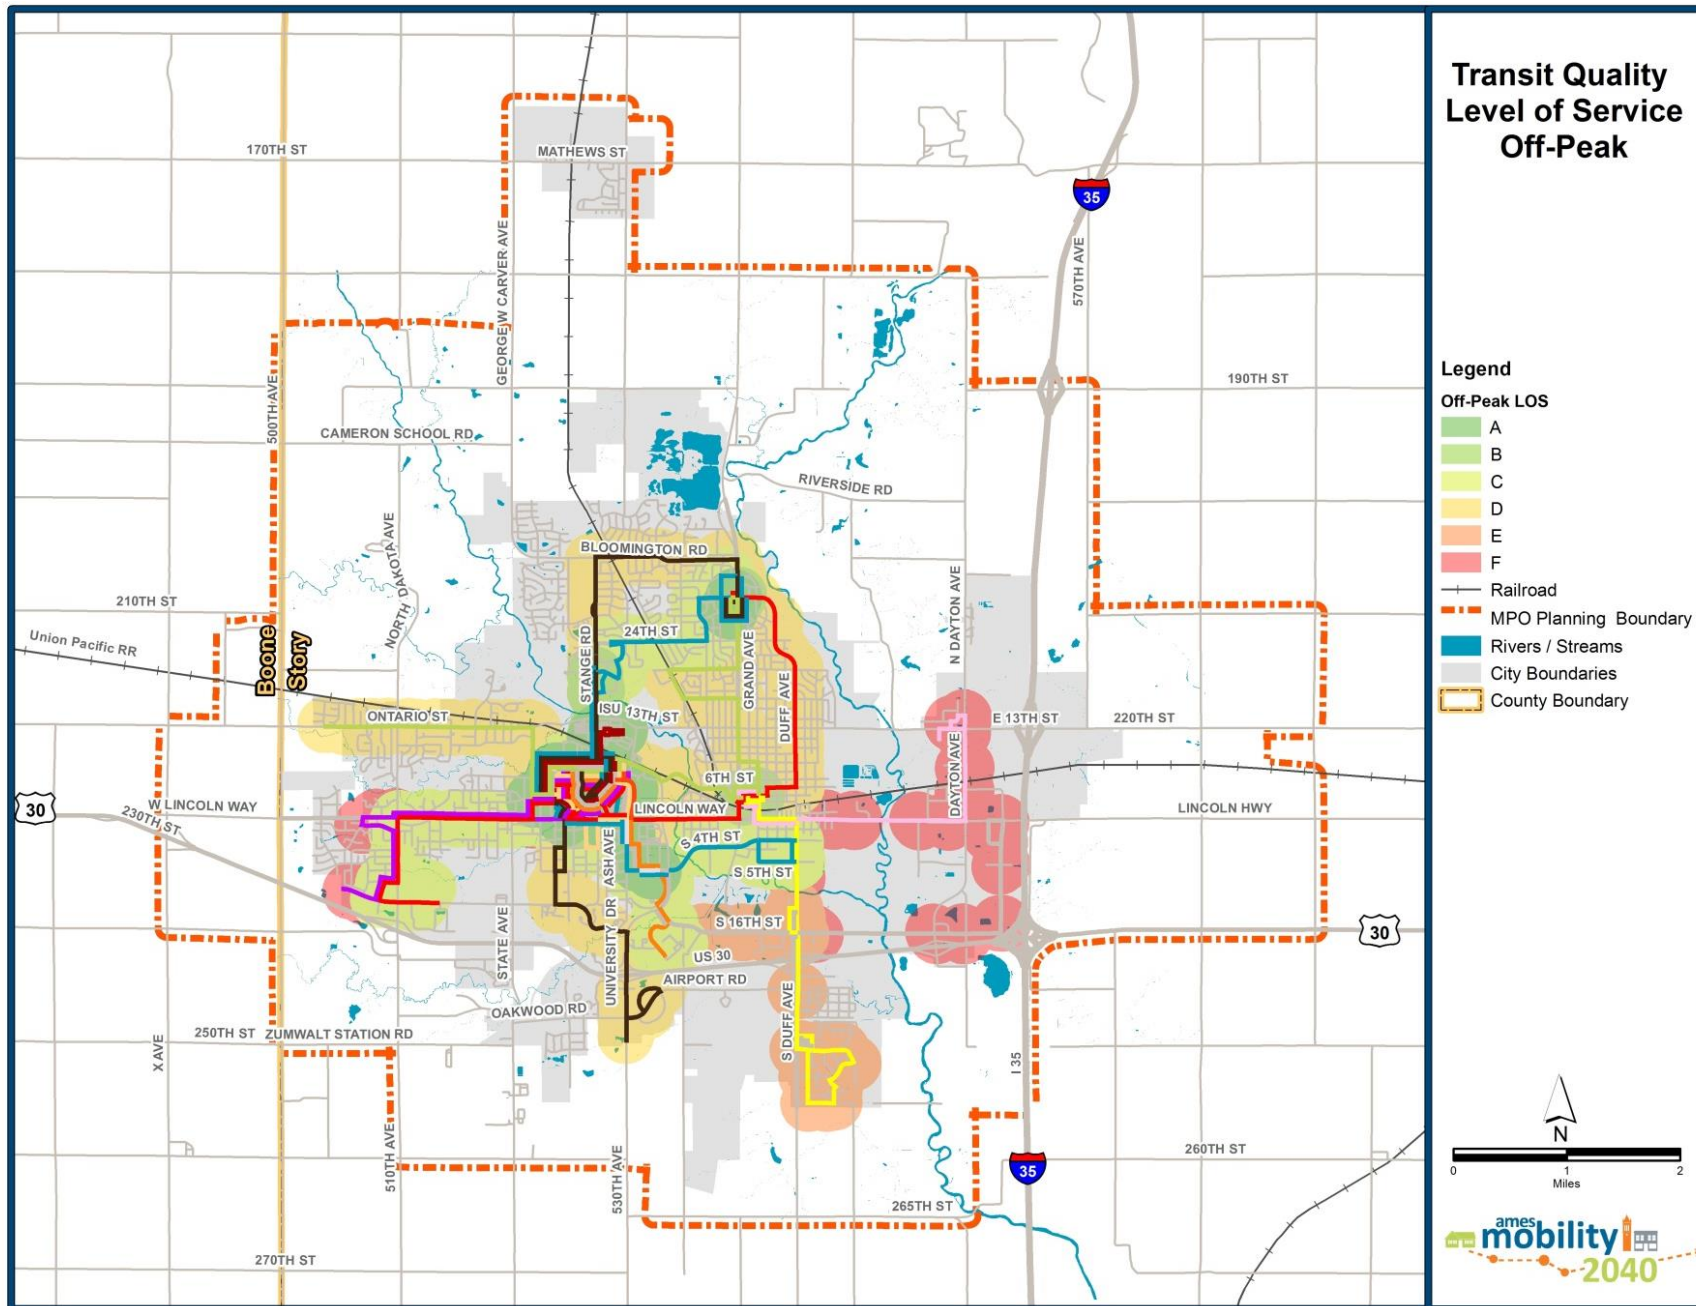 Transit Quality
Level of Service
Off-Peak
Legend
Off-Peak LOS
A
B
C
D
E
F
Railroad
MPO Planning Boundary
Rivers / Streams
City Boundaries
County Boundary
N
0 1 2
Miles
ames
mobility
2040
170TH ST
MATHEWS ST
35
GEORGE W CARVER AVE
570TH AVE
500TH AVE
190TH ST
CAMERON SCHOOL RD
RIVERSIDE RD
NORTH DAKOTA AVE
BLOOMINGTON RD
N DAYTON AVE
210TH ST
Union Pacific RR
Boone
Story
24TH ST
STANGE RD
GRAND AVE
DUFF AVE
ONTARIO ST
ISU 13TH ST
E 13TH ST
220TH ST
DAYTON AVE
6TH ST
30
W LINCOLN WAY
230TH ST
LINCOLN WAY
LINCOLN HWY
S 4TH ST
ASH AVE
S 5TH ST
S 16TH ST
STATE AVE
UNIVERSITY DR
US 30
30
AIRPORT RD
OAKWOOD RD
S DUFF AVE
250TH ST
ZUMWALT STATION RD
X AVE
I 35
510TH AVE
530TH AVE
260TH ST
35
265TH ST
270TH ST